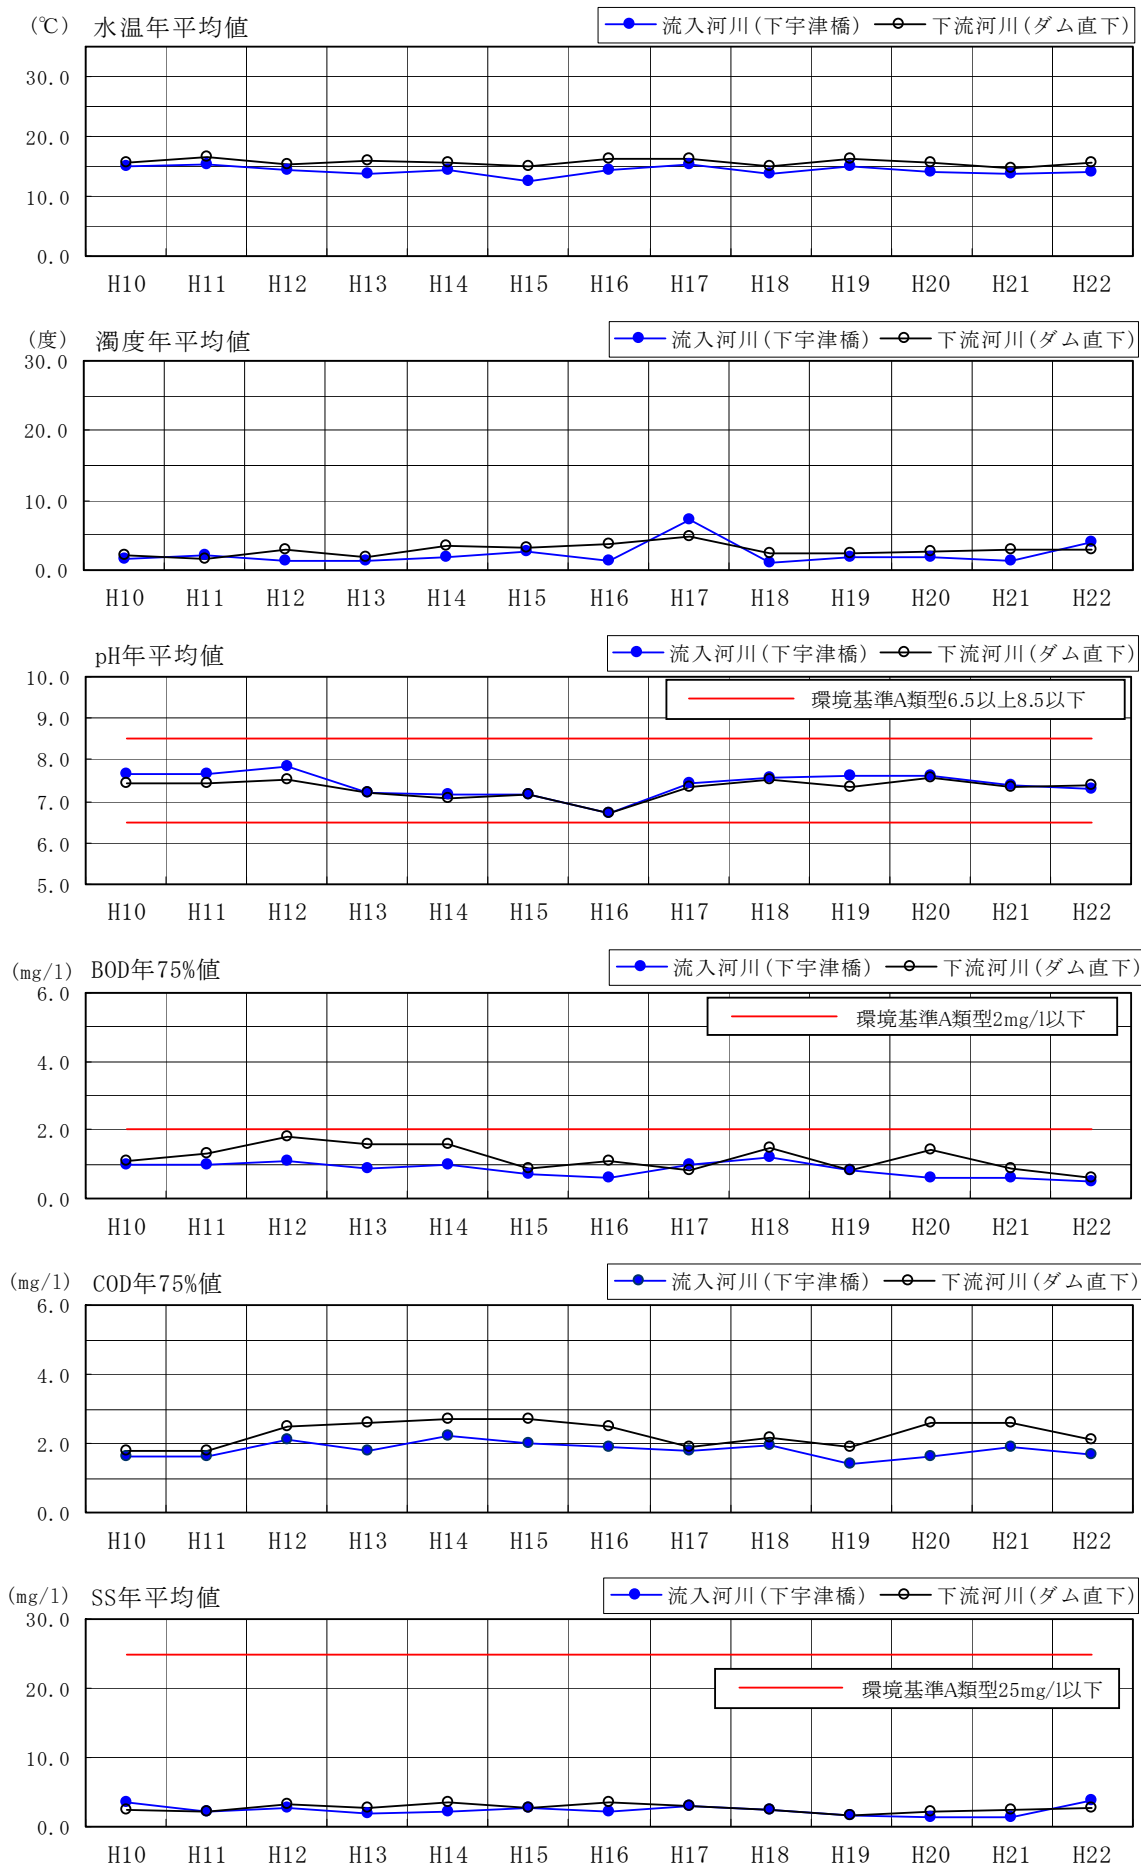 (℃) 水温年平均値 流入河川(下宇津橋) 下流河川(ダム直下)
30.0
20.0
10.0
0.0
H10 H11 H12 H13 H14 H15 H16 H17 H18 H19 H20 H21 H22
(度) 濁度年平均値 流入河川(下宇津橋) 下流河川(ダム直下)
30.0
20.0
10.0
0.0
H10 H11 H12 H13 H14 H15 H16 H17 H18 H19 H20 H21 H22
pH年平均値 流入河川(下宇津橋) 下流河川(ダム直下)
10.0
環境基準A類型6.5以上8.5以下
9.0
8.0
7.0
6.0
5.0
H10 H11 H12 H13 H14 H15 H16 H17 H18 H19 H20 H21 H22
(mg/l) BOD年75%値 流入河川(下宇津橋) 下流河川(ダム直下)
6.0
環境基準A類型2mg/l以下
4.0
2.0
0.0
H10 H11 H12 H13 H14 H15 H16 H17 H18 H19 H20 H21 H22
(mg/l) COD年75%値 流入河川(下宇津橋) 下流河川(ダム直下)
6.0
4.0
2.0
0.0
H10 H11 H12 H13 H14 H15 H16 H17 H18 H19 H20 H21 H22
(mg/l) SS年平均値 流入河川(下宇津橋) 下流河川(ダム直下)
30.0
20.0 環境基準A類型25mg/l以下
10.0
0.0
H10 H11 H12 H13 H14 H15 H16 H17 H18 H19 H20 H21 H22